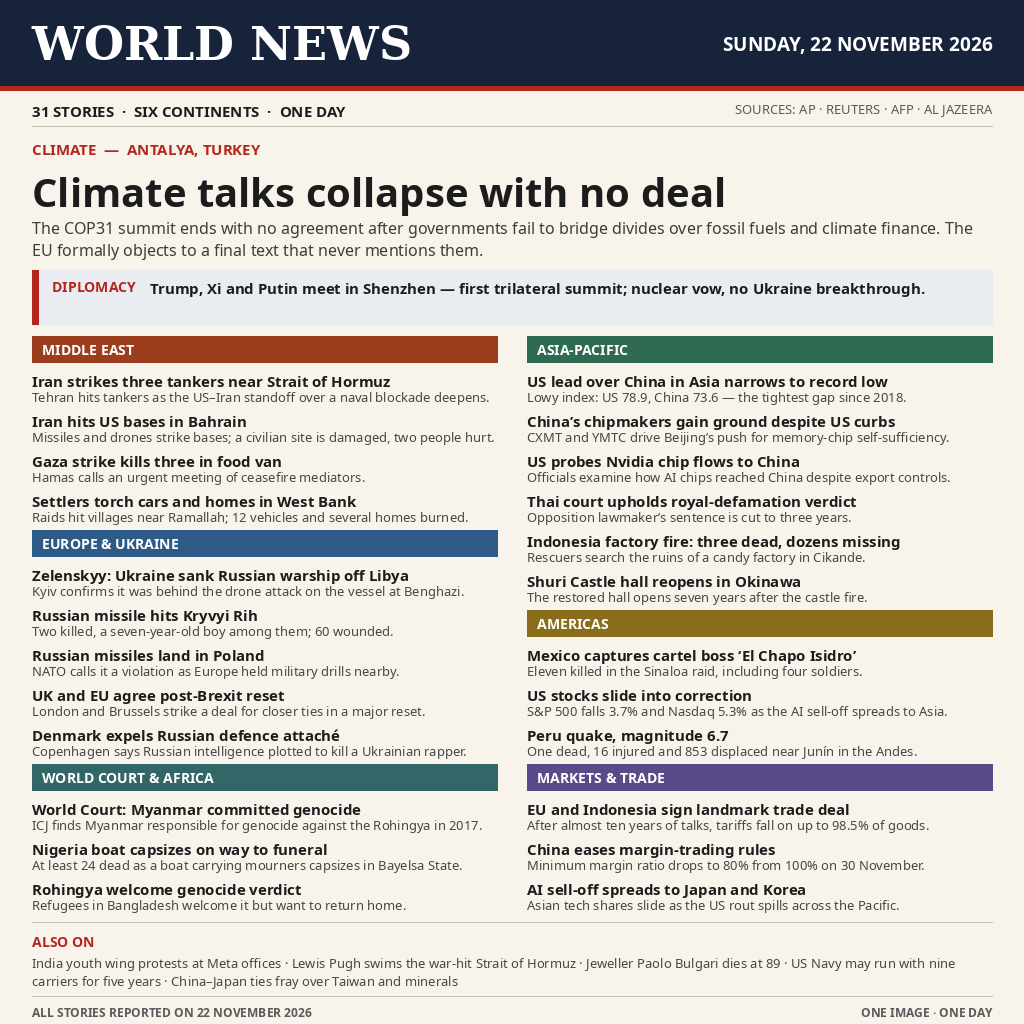 WORLD NEWS
SUNDAY, 22 NOVEMBER 2026
31 STORIES · SIX CONTINENTS · ONE DAY
SOURCES: AP · REUTERS · AFP · AL JAZEERA
CLIMATE — ANTALYA, TURKEY
Climate talks collapse with no deal
The COP31 summit ends with no agreement after governments fail to bridge divides over fossil fuels and climate finance. The
EU formally objects to a final text that never mentions them.
DIPLOMACY Trump, Xi and Putin meet in Shenzhen — first trilateral summit; nuclear vow, no Ukraine breakthrough.
MIDDLE EAST
Iran strikes three tankers near Strait of Hormuz
Tehran hits tankers as the US–Iran standoff over a naval blockade deepens.
Iran hits US bases in Bahrain
Missiles and drones strike bases; a civilian site is damaged, two people hurt.
Gaza strike kills three in food van
Hamas calls an urgent meeting of ceasefire mediators.
Settlers torch cars and homes in West Bank
Raids hit villages near Ramallah; 12 vehicles and several homes burned.
EUROPE & UKRAINE
Zelenskyy: Ukraine sank Russian warship off Libya
Kyiv confirms it was behind the drone attack on the vessel at Benghazi.
Russian missile hits Kryvyi Rih
Two killed, a seven-year-old boy among them; 60 wounded.
Russian missiles land in Poland
NATO calls it a violation as Europe held military drills nearby.
UK and EU agree post-Brexit reset
London and Brussels strike a deal for closer ties in a major reset.
Denmark expels Russian defence attaché
Copenhagen says Russian intelligence plotted to kill a Ukrainian rapper.
WORLD COURT & AFRICA
World Court: Myanmar committed genocide
ICJ finds Myanmar responsible for genocide against the Rohingya in 2017.
Nigeria boat capsizes on way to funeral
At least 24 dead as a boat carrying mourners capsizes in Bayelsa State.
Rohingya welcome genocide verdict
Refugees in Bangladesh welcome it but want to return home.
ASIA-PACIFIC
US lead over China in Asia narrows to record low
Lowy index: US 78.9, China 73.6 — the tightest gap since 2018.
China’s chipmakers gain ground despite US curbs
CXMT and YMTC drive Beijing’s push for memory-chip self-sufficiency.
US probes Nvidia chip flows to China
Officials examine how AI chips reached China despite export controls.
Thai court upholds royal-defamation verdict
Opposition lawmaker’s sentence is cut to three years.
Indonesia factory fire: three dead, dozens missing
Rescuers search the ruins of a candy factory in Cikande.
Shuri Castle hall reopens in Okinawa
The restored hall opens seven years after the castle fire.
AMERICAS
Mexico captures cartel boss ‘El Chapo Isidro’
Eleven killed in the Sinaloa raid, including four soldiers.
US stocks slide into correction
S&P 500 falls 3.7% and Nasdaq 5.3% as the AI sell-off spreads to Asia.
Peru quake, magnitude 6.7
One dead, 16 injured and 853 displaced near Junín in the Andes.
MARKETS & TRADE
EU and Indonesia sign landmark trade deal
After almost ten years of talks, tariffs fall on up to 98.5% of goods.
China eases margin-trading rules
Minimum margin ratio drops to 80% from 100% on 30 November.
AI sell-off spreads to Japan and Korea
Asian tech shares slide as the US rout spills across the Pacific.
ALSO ON
India youth wing protests at Meta offices · Lewis Pugh swims the war-hit Strait of Hormuz · Jeweller Paolo Bulgari dies at 89 · US Navy may run with nine
carriers for five years · China–Japan ties fray over Taiwan and minerals
ALL STORIES REPORTED ON 22 NOVEMBER 2026
ONE IMAGE · ONE DAY